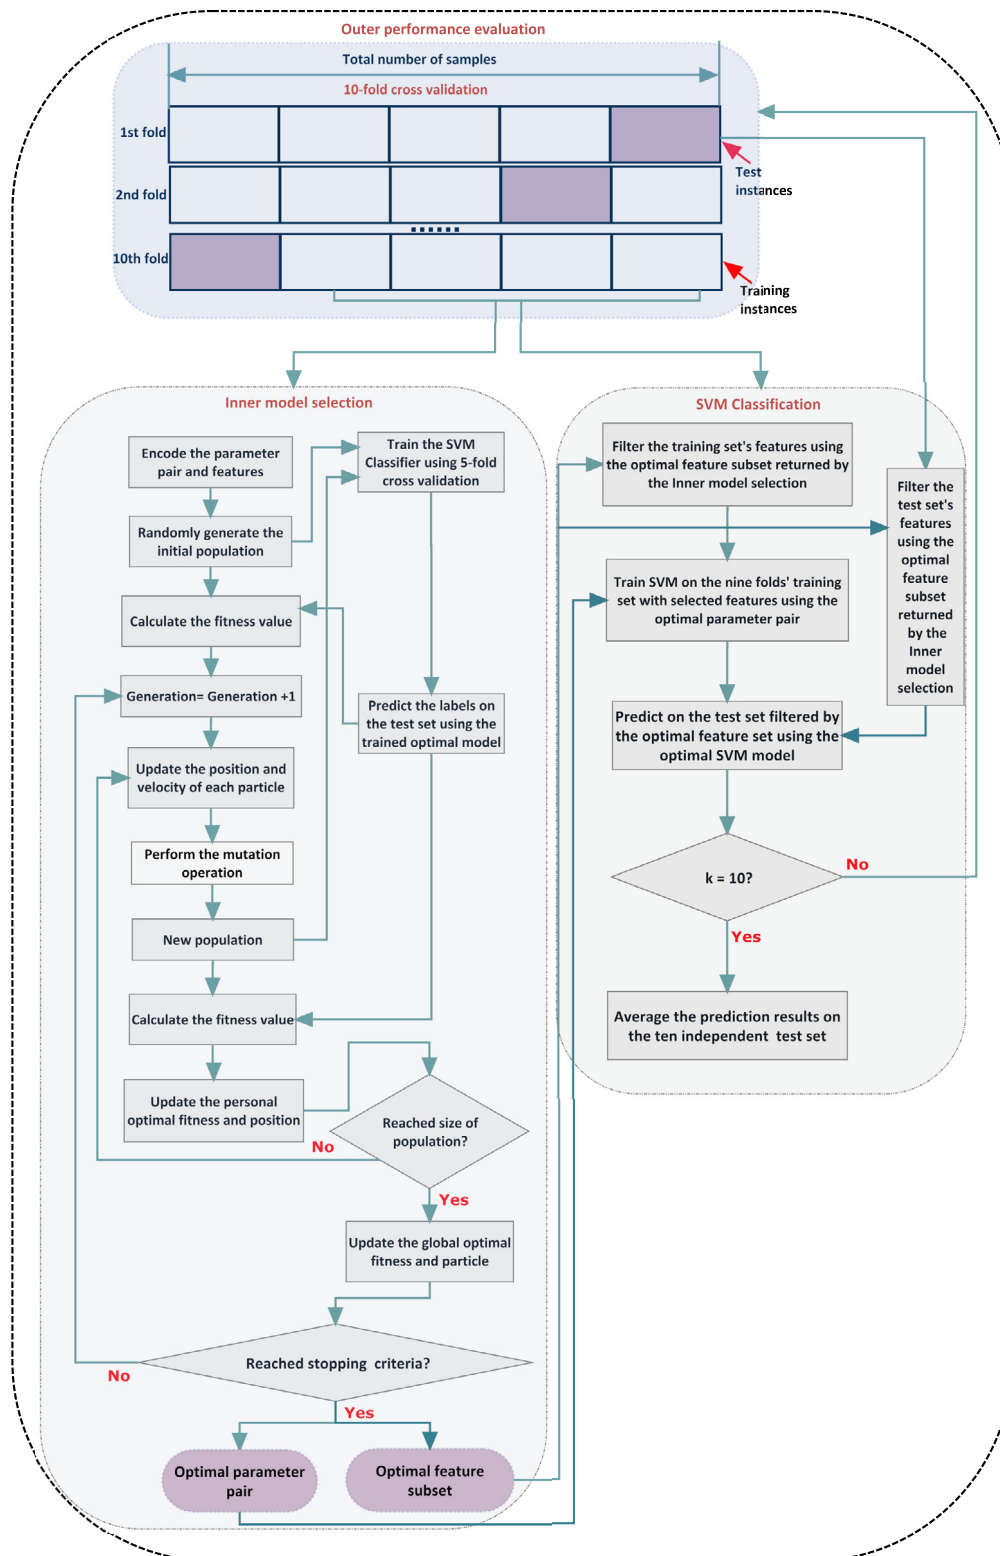 Outer performance evaluation
Total number of samples
10-fold cross validation
1st fold
2nd fold
......
10th fold
Test
instances
Training
instances
Inner model selection
Encode the parameter
pair and features
Randomly generate the
initial population
Calculate the fitness value
Generation= Generation +1
Update the position and
velocity of each particle
Perform the mutation
operation
New population
Calculate the fitness value
Update the personal
optimal fitness and position
Train the SVM
Classifier using 5-fold
cross validation
Predict the labels on
the test set using the
trained optimal model
Reached size of
population?
No
Yes
Update the global optimal
fitness and particle
Reached stopping criteria?
No
Yes
Optimal parameter
pair
Optimal feature
subset
SVM Classification
Filter the training set's features using
the optimal feature subset returned by
the Inner model selection
Train SVM on the nine folds' training
set with selected features using the
optimal parameter pair
Predict on the test set filtered by
the optimal feature set using the
optimal SVM model
Filter the
test set's
features
using the
optimal
feature
subset
returned
by the
Inner
model
selection
k = 10?
No
Yes
Average the prediction results on
the ten independent test set